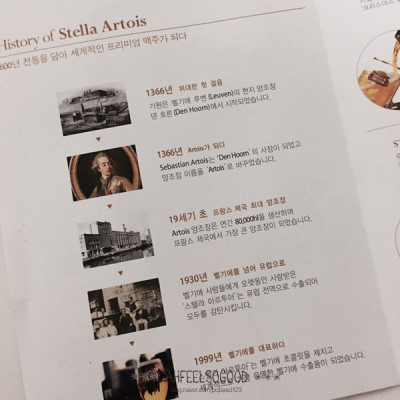 History of Stella Artois
600년 전통을 담아 세계적인 프리미엄 맥주가 되다
1366년 위대한 첫 걸음
기원은 벨기에 루벤(Leuven)의 현지 양조장
덴 호른(Den Hoorn)에서 시작되었습니다.
1366년 Artois가 되다
Sebastian Artois는 'Den Hoorn' 의 사장이 되었고
양조장 이름을 'Artois'로 바꾸었습니다.
19세기 초 프랑스 제국 최대 양조장
Artois 양조장은 연간 80,000hl을 생산하며
프랑스 제국에서 가장 큰 양조장이 되었습니다.
1930년 벨기에를 넘어 유럽으로
벨기에 사람들에게 오랫동안 사랑받은
'스텔라 아르투아'는 유럽 전역으로 수출되어
모두를 감탄시킵니다.
1999년 벨기에를 대표하다
아르투아'는 벨기에 초콜릿을 제치고
유명한 벨기에 수출품이 되었습니다.
AHFEELSOGOOD